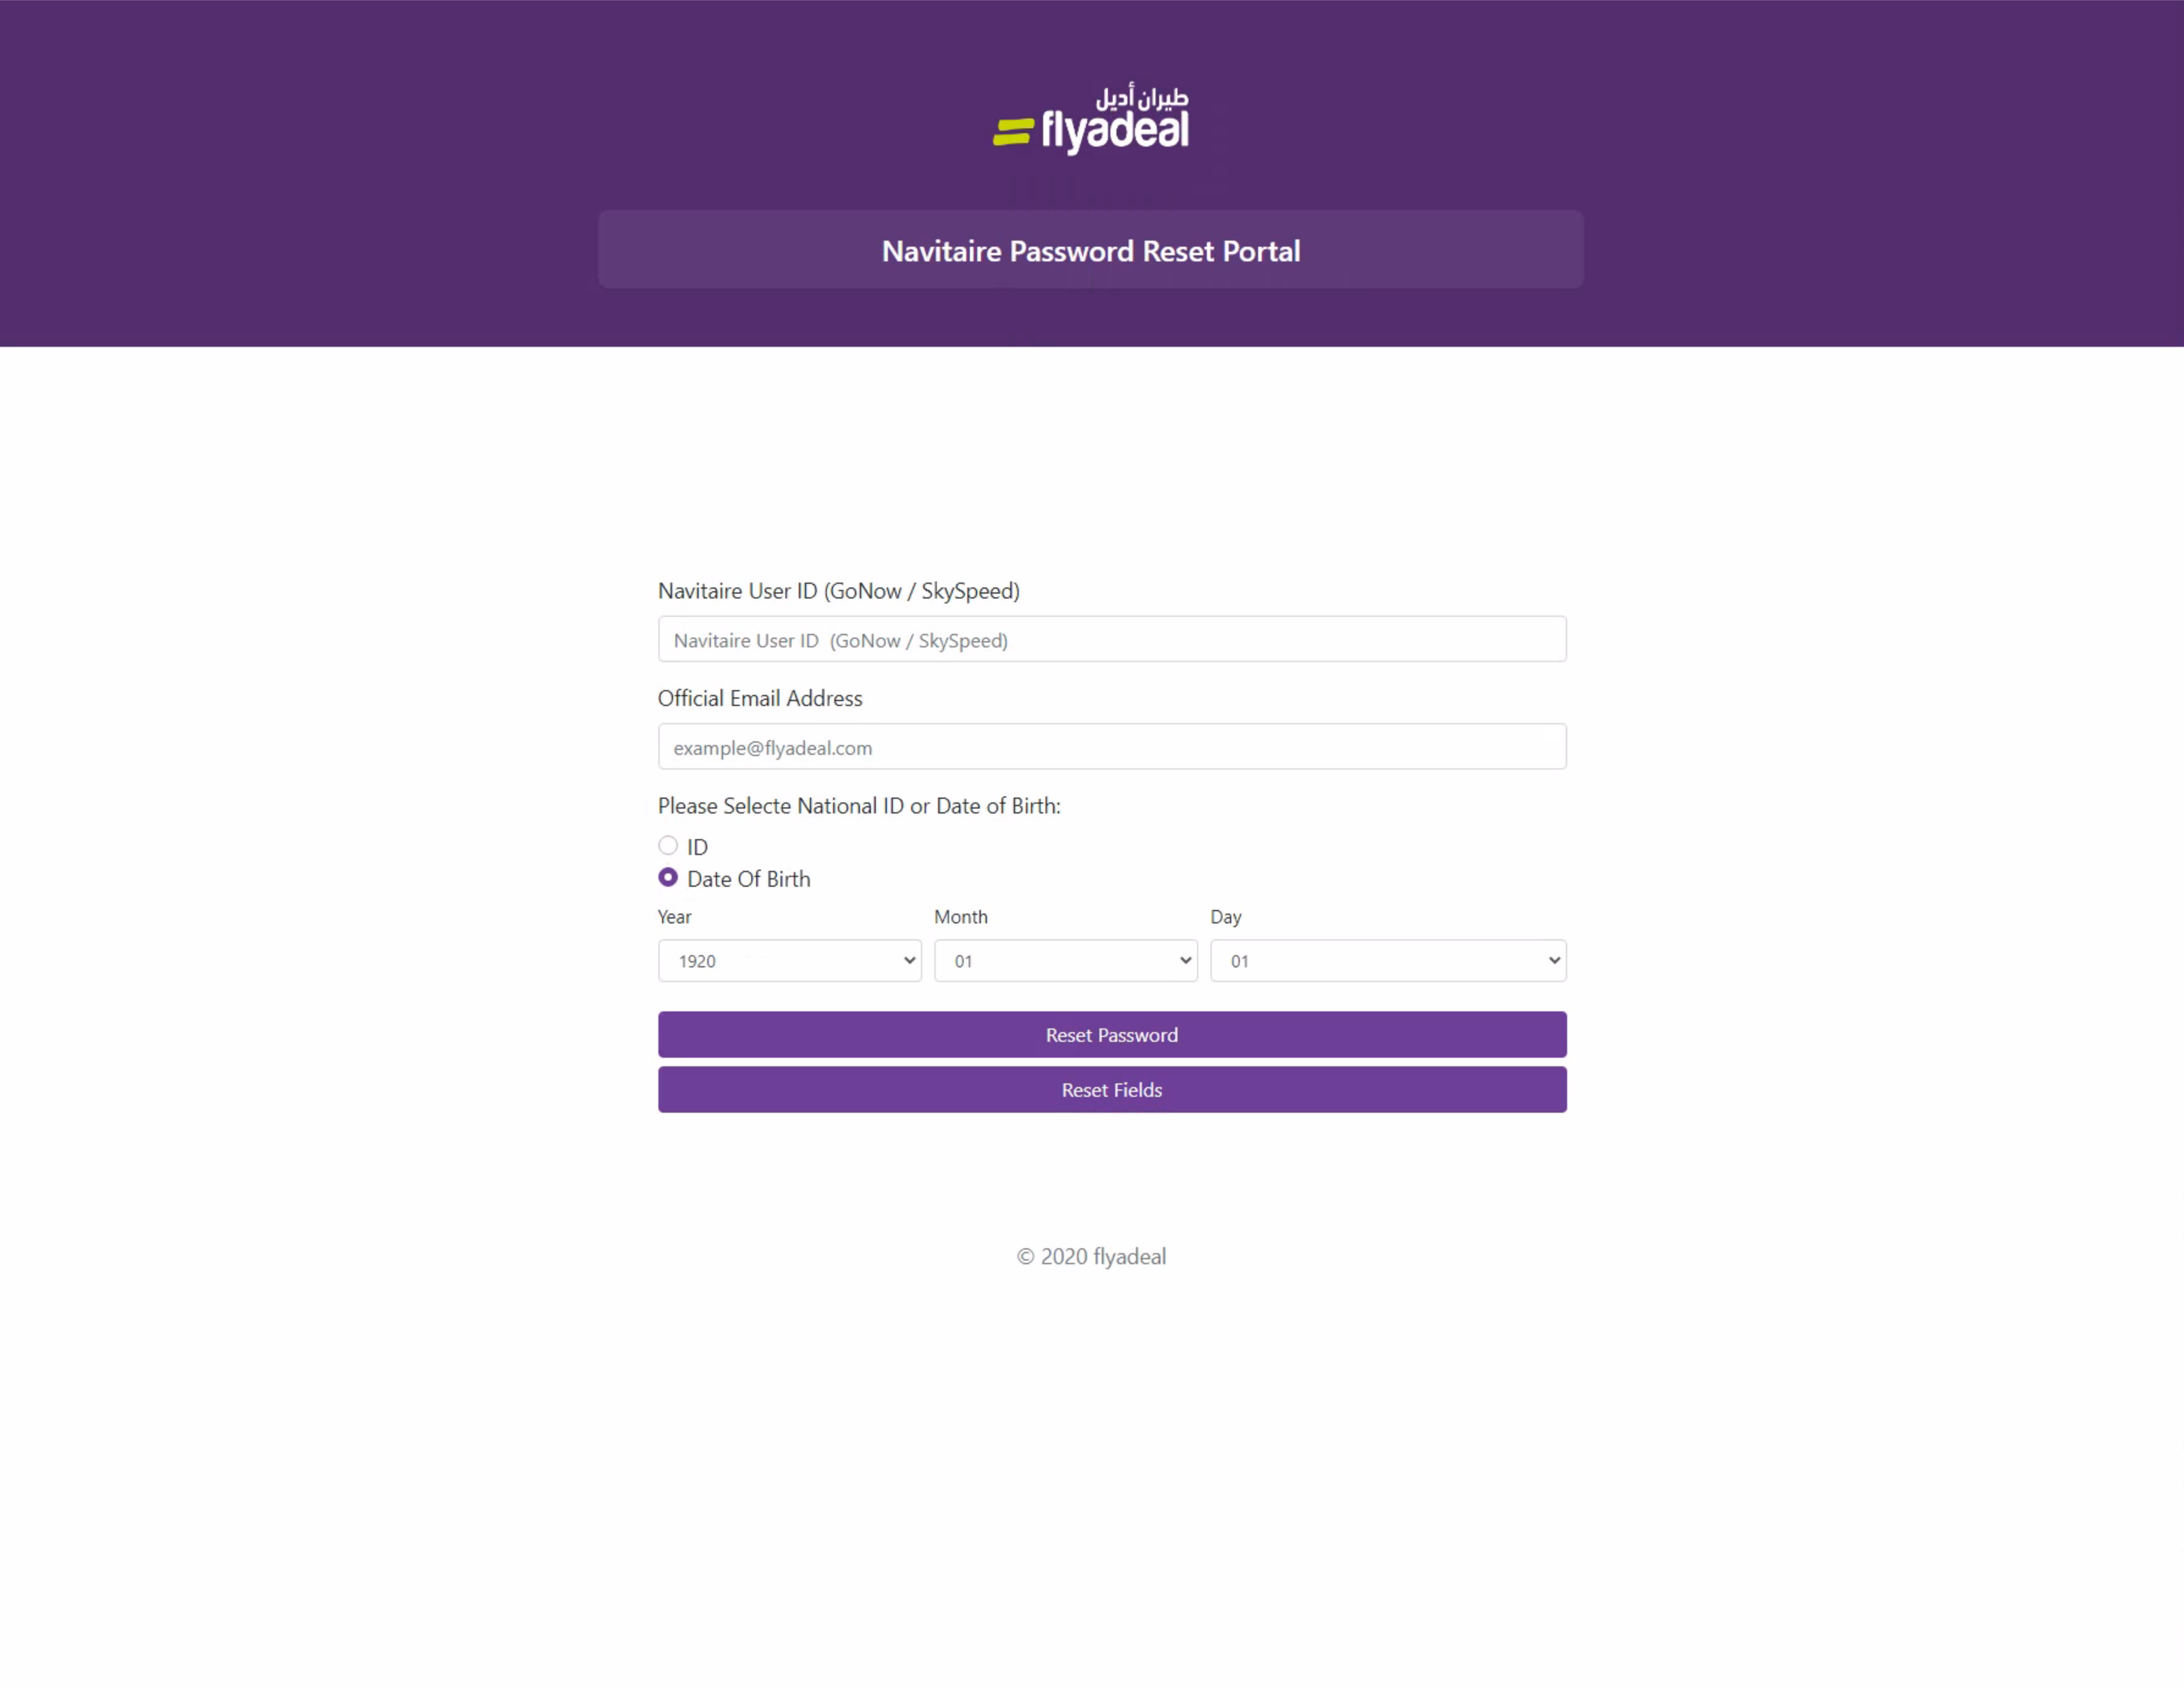 طيران أديل
flyadeal
Navitaire Password Reset Portal
Navitaire User ID (GoNow / SkySpeed)
Navitaire User ID (GoNow / SkySpeed)
Official Email Address
example@flyadeal.com
Please Selecte National ID or Date of Birth:
ID
Date Of Birth
Year Month Day
1920 01 01
Reset Password
Reset Fields
© 2020 flyadeal